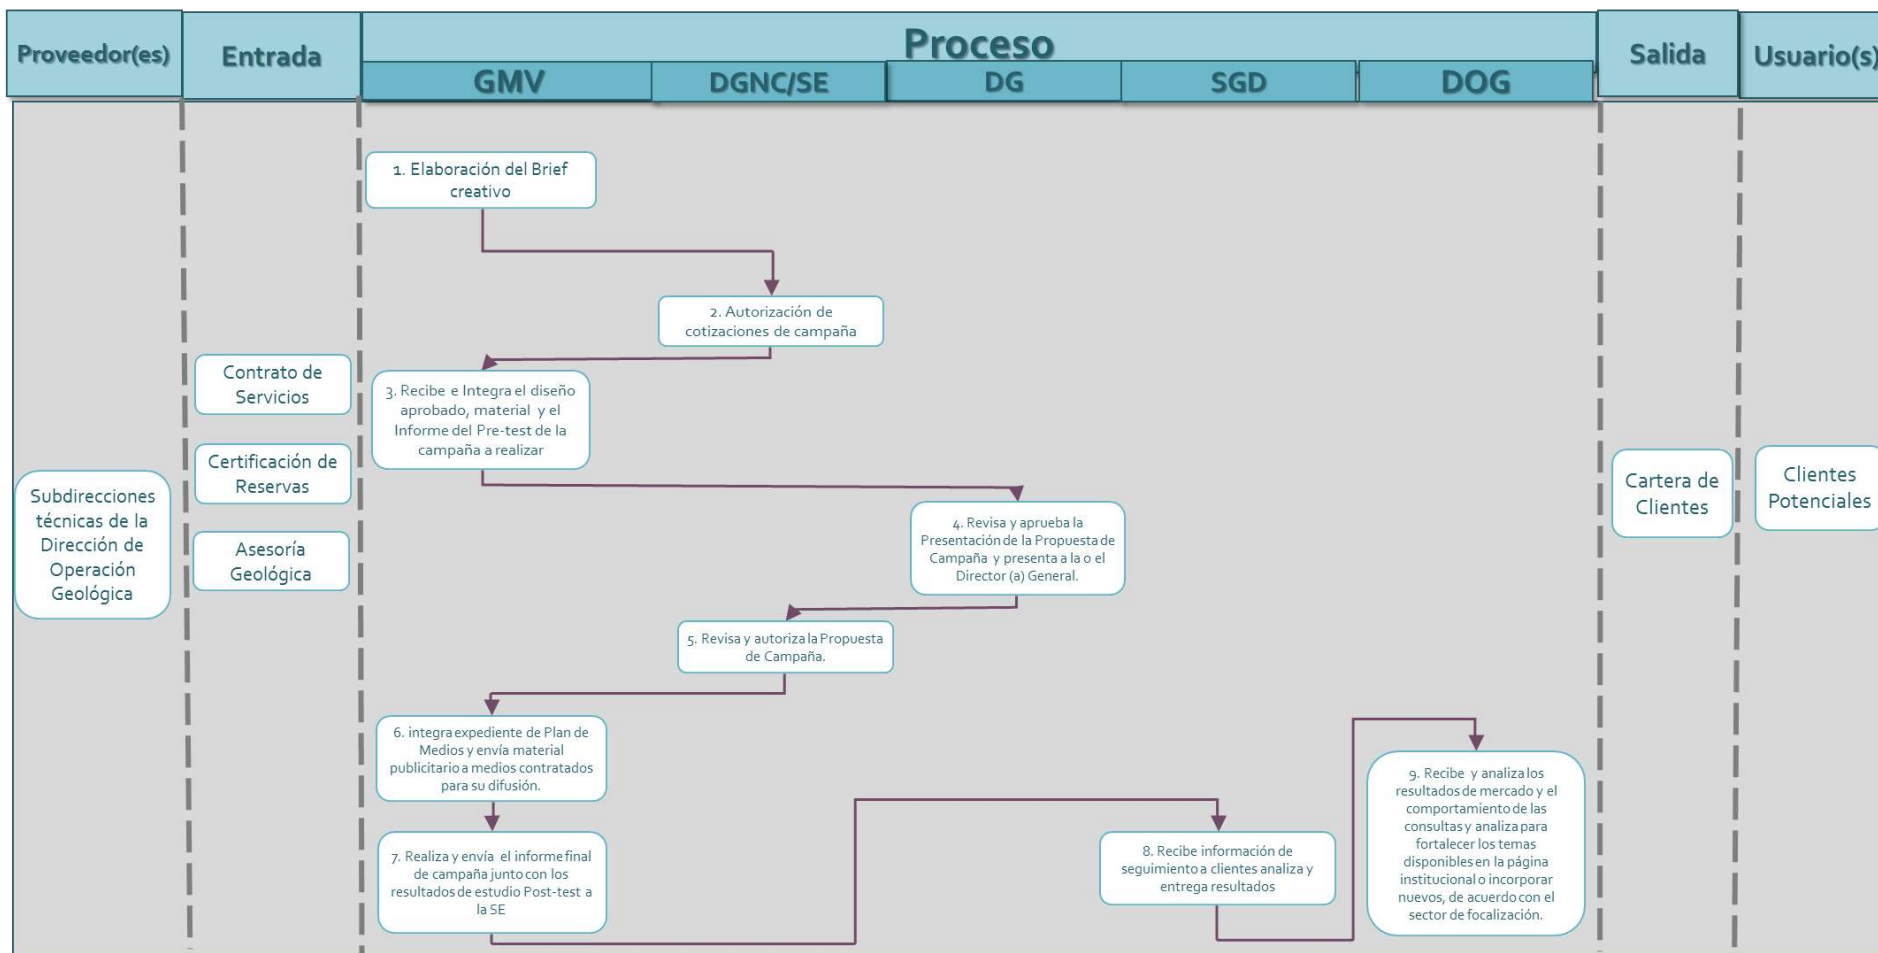 Proveedor(es)
Entrada
Proceso
Salida
Usuario(s)
GMV
DGNC/SE
DG
SGD
DOG
1. Elaboración del Brief
creativo
2. Autorización de
cotizaciones de campaña
Contrato de
Servicios
3. Recibe e Integra el diseño
aprobado, material y el
Informe del Pre-test de la
campaña a realizar
Certificación de
Reservas
Asesoría
Geológica
Subdirecciones
técnicas de la
Dirección de
Operación
Geológica
4. Revisa y aprueba la
Presentación de la Propuesta de
Campaña y presenta a la o el
Director (a) General.
Cartera de
Clientes
Clientes
Potenciales
5. Revisa y autoriza la Propuesta
de Campaña.
6. integra expediente de Plan de
Medios y envía material
publicitario a medios contratados
para su difusión.
7. Realiza y envía el informe final
de campaña junto con los
resultados de estudio Post-test a
la SE
8. Recibe información de
seguimiento a clientes analiza y
entrega resultados
9. Recibe y analiza los
resultados de mercado y el
comportamiento de las
consultas y analiza para
fortalecer los temas
disponibles en la página
institucional o incorporar
nuevos, de acuerdo con el
sector de focalización.